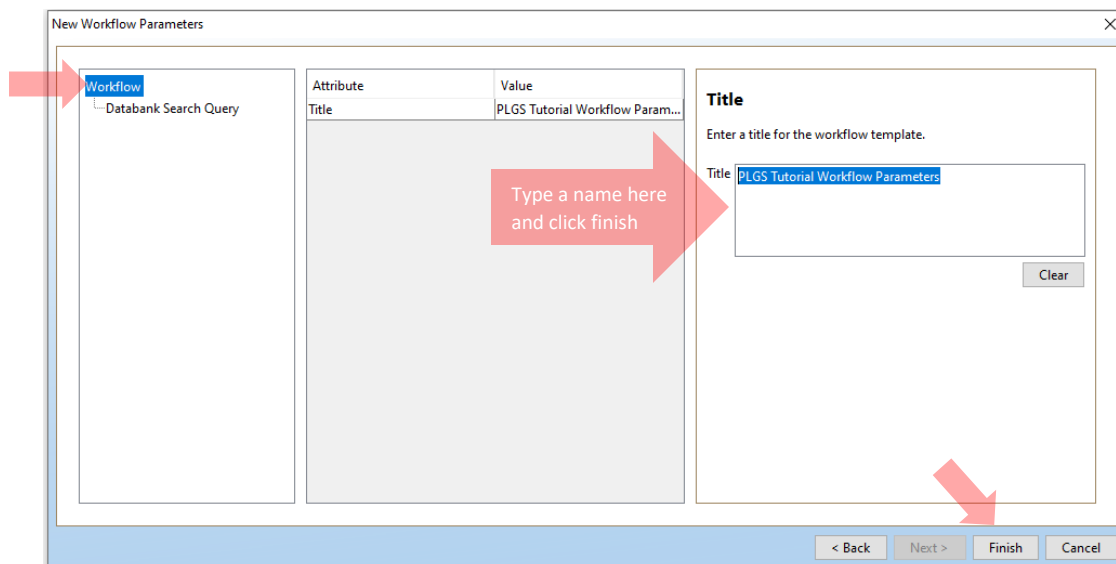 New Workflow Parameters
Workflow
Databank Search Query
Attribute Value
Title PLGS Tutorial Workflow Param...
Title
Enter a title for the workflow template.
Title PLGS Tutorial Workflow Parameters
Type a name here
and click finish
Clear
< Back Next > Finish Cancel